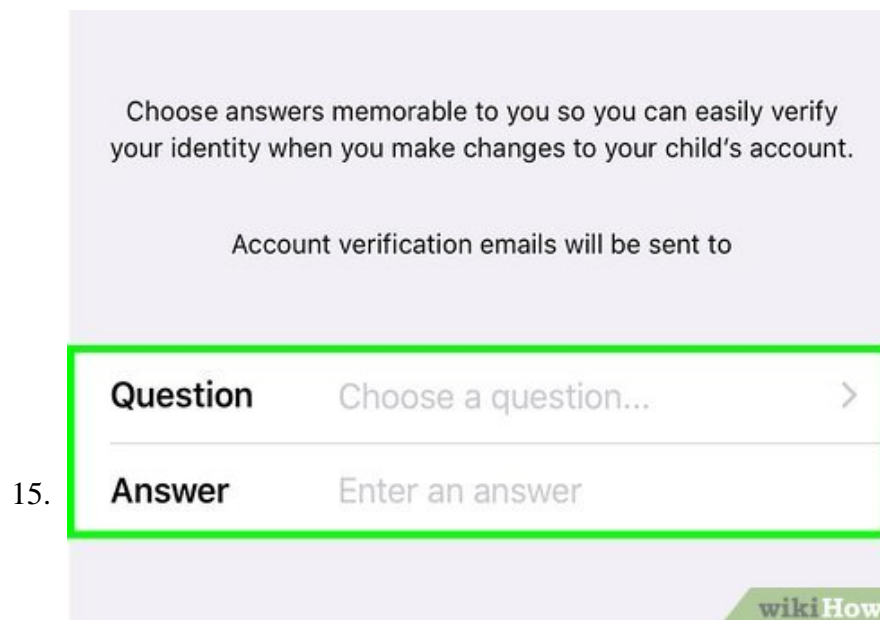 Choose answers memorable to you so you can easily verify
your identity when you make changes to your child's account.
Account verification emails will be sent to
Question Choose a question... >
15. Answer Enter an answer
wikiHow